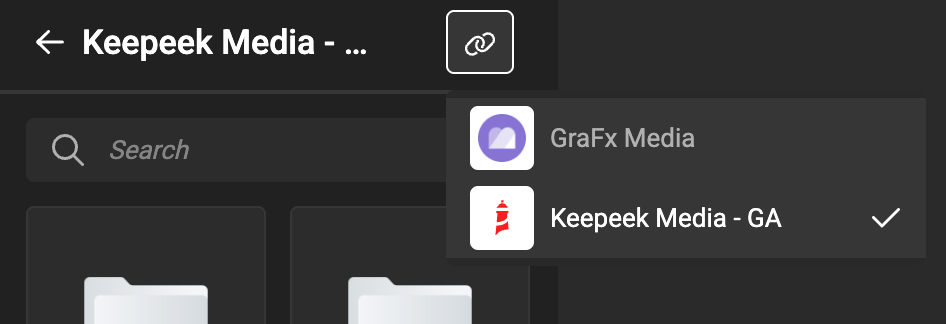 Keepeek Media - ...
Search
GraFx Media
Keepeek Media - GA